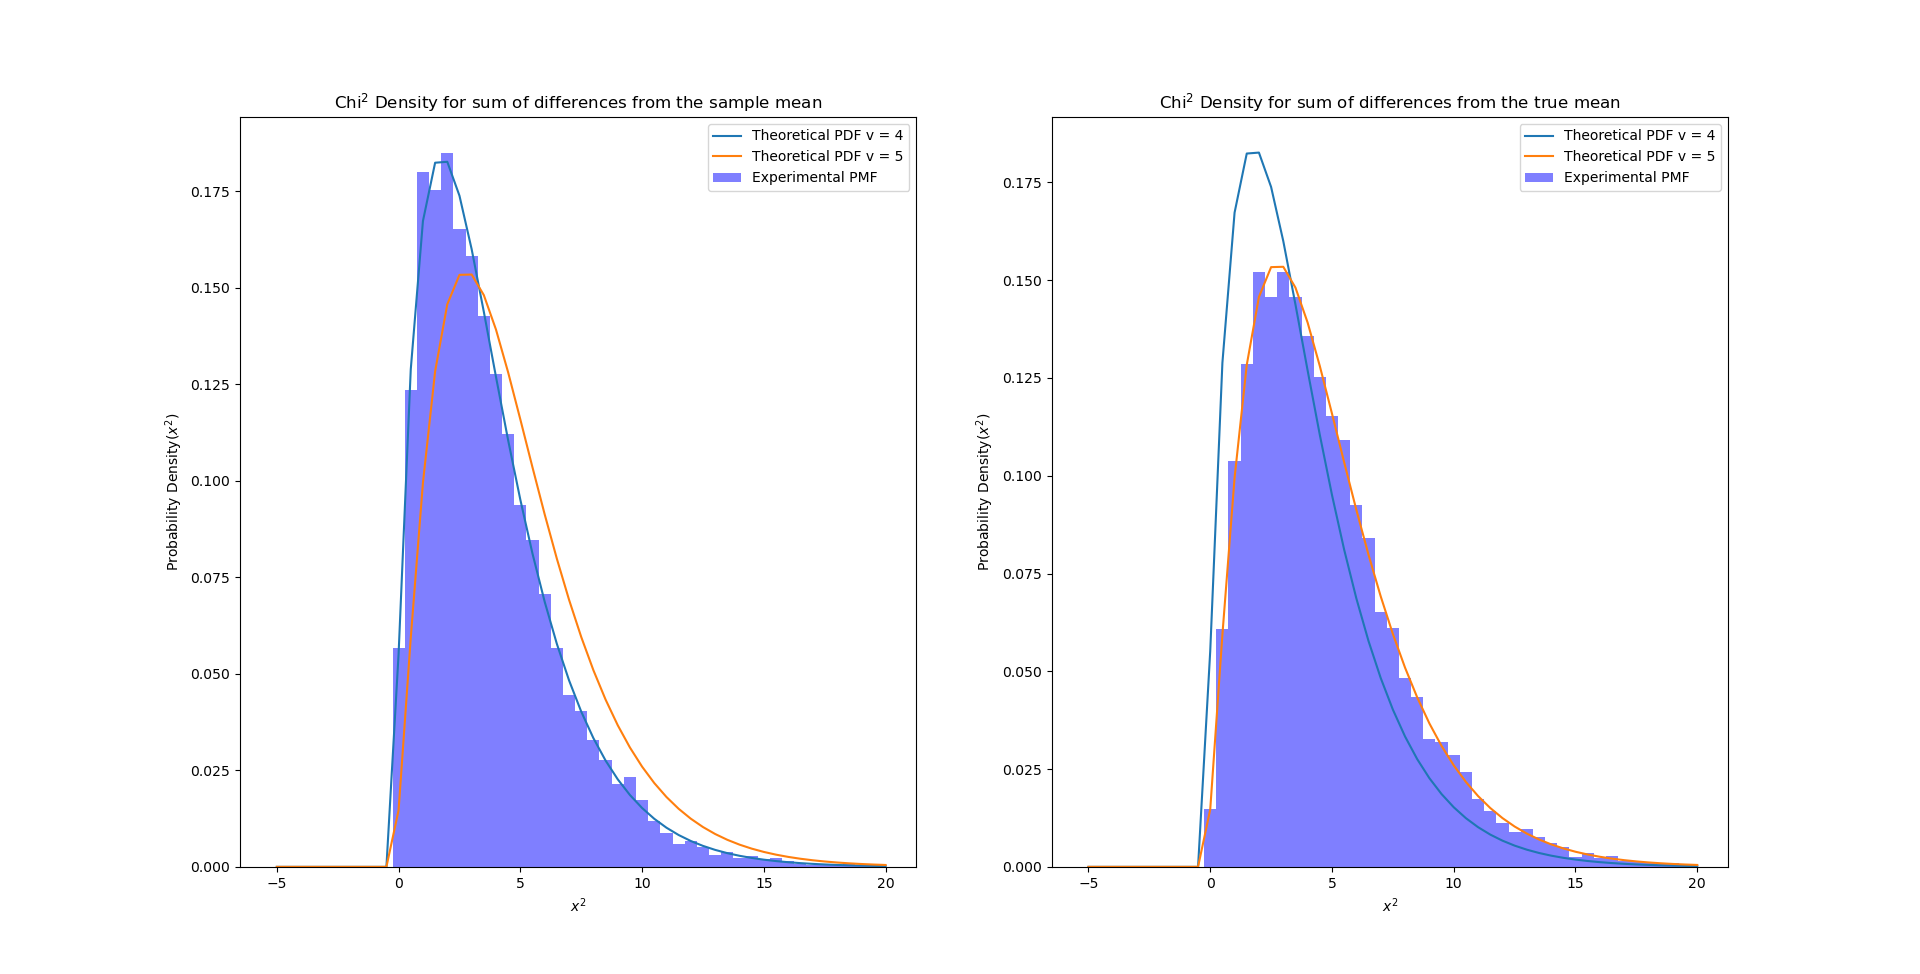 Chi² Density for sum of differences from the sample mean
Theoretical PDF v = 4
Theoretical PDF v = 5
Experimental PMF
0.175
0.150
0.125
0.100
0.075
0.050
0.025
0.000
Probability Density(x²)
−5
0
5
10
15
20
x²
Chi² Density for sum of differences from the true mean
Theoretical PDF v = 4
Theoretical PDF v = 5
Experimental PMF
0.175
0.150
0.125
0.100
0.075
0.050
0.025
0.000
Probability Density(x²)
−5
0
5
10
15
20
x²